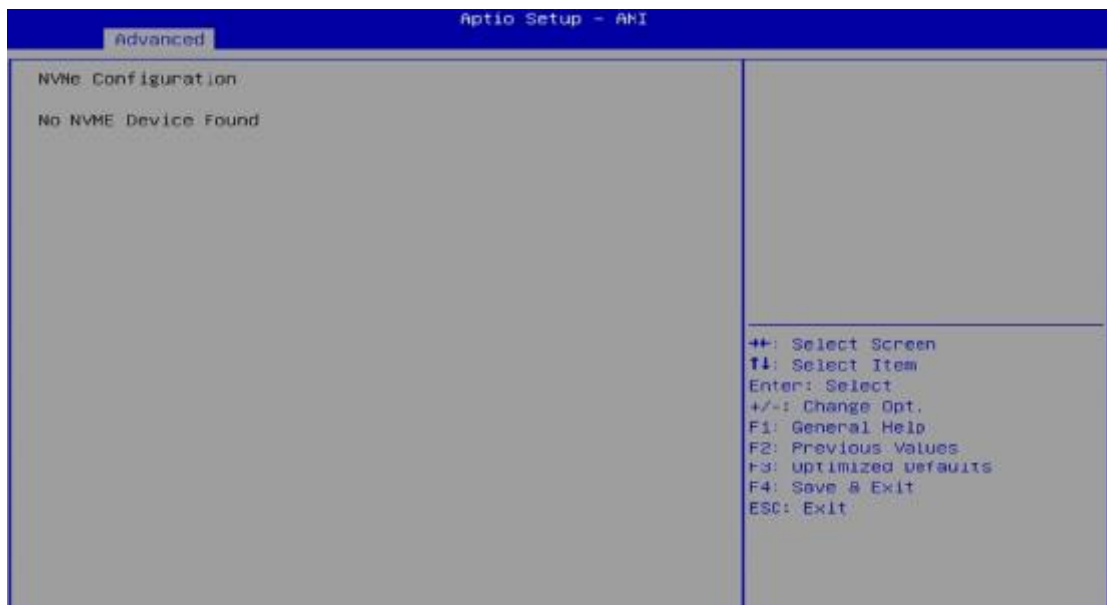 Aptio Setup - AMI
Advanced
NVMe Configuration
No NVME Device Found
→←: Select Screen
↑↓: Select Item
Enter: Select
+/-: Change Opt.
F1: General Help
F2: Previous Values
F3: Optimized Defaults
F4: Save & Exit
ESC: Exit